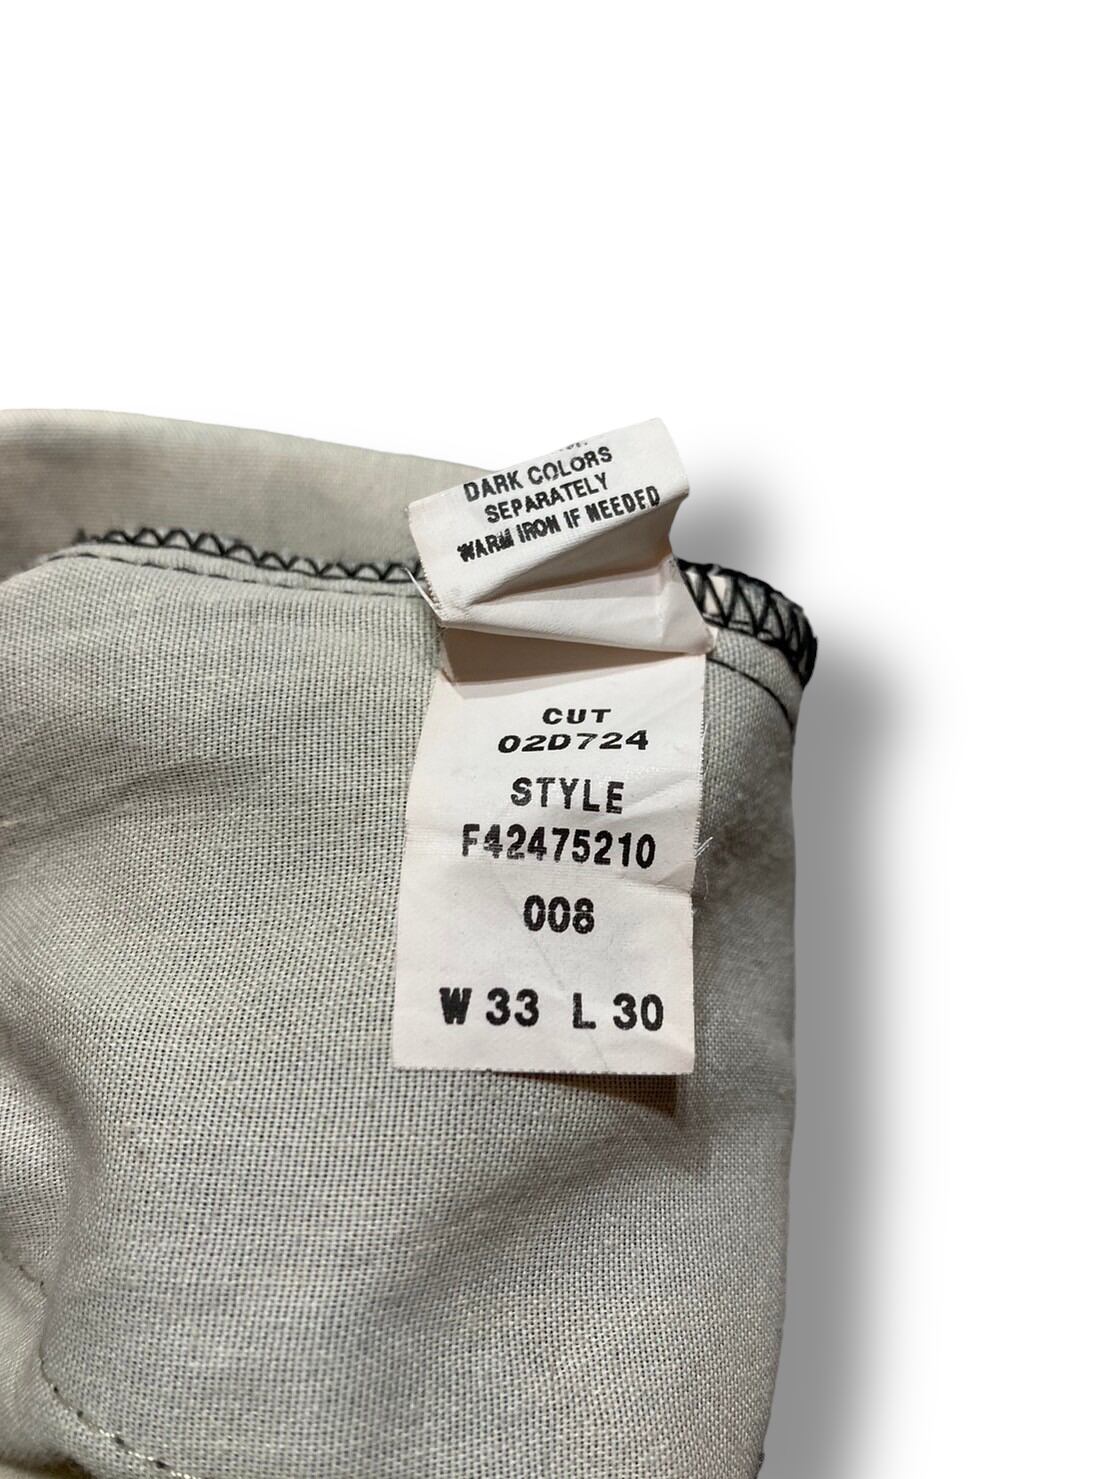 DARK COLORS
SEPARATELY
WARM IRON IF NEEDED
CUT
02D724
STYLE
F42475210
008
W 33 L 30